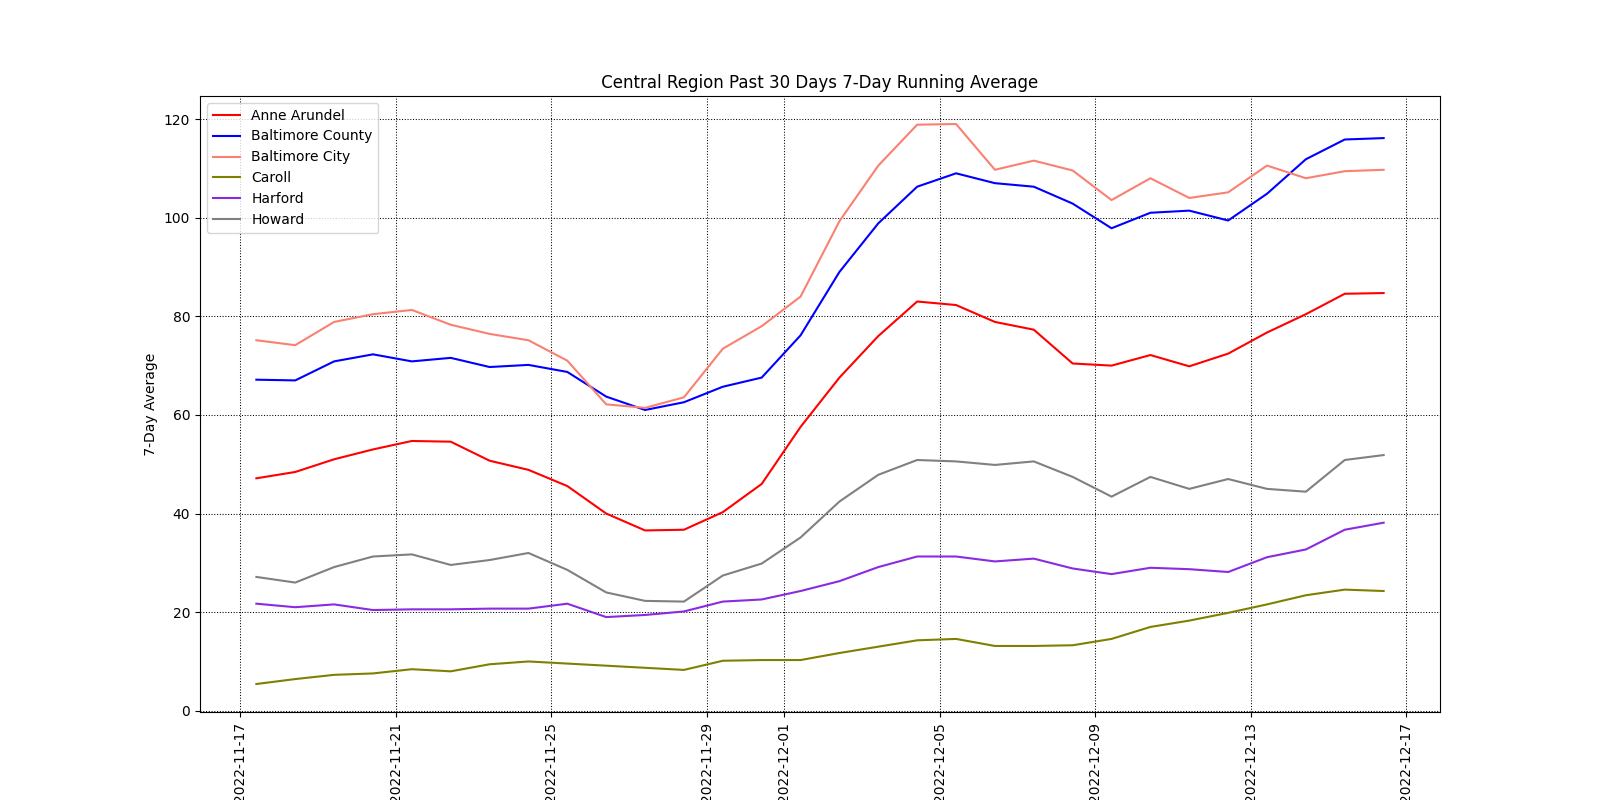 Central Region Past 30 Days 7-Day Running Average
Anne Arundel
Baltimore County
Baltimore City
Caroll
Harford
Howard
7-Day Average
120
100
80
60
40
20
0
2022-11-17
2022-11-21
2022-11-25
2022-11-29
2022-12-01
2022-12-05
2022-12-09
2022-12-13
2022-12-17